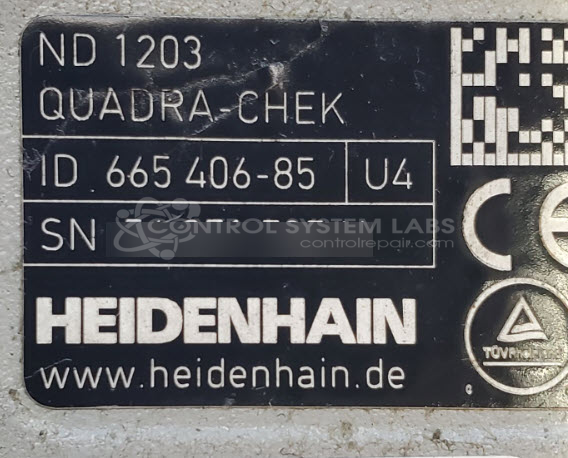 ND 1203
QUADRA-CHEK
ID 665 406-85 U4
SN
CONTROL SYSTEM LABS
controlrepair.com
CE
HEIDENHAIN
www.heidenhain.de